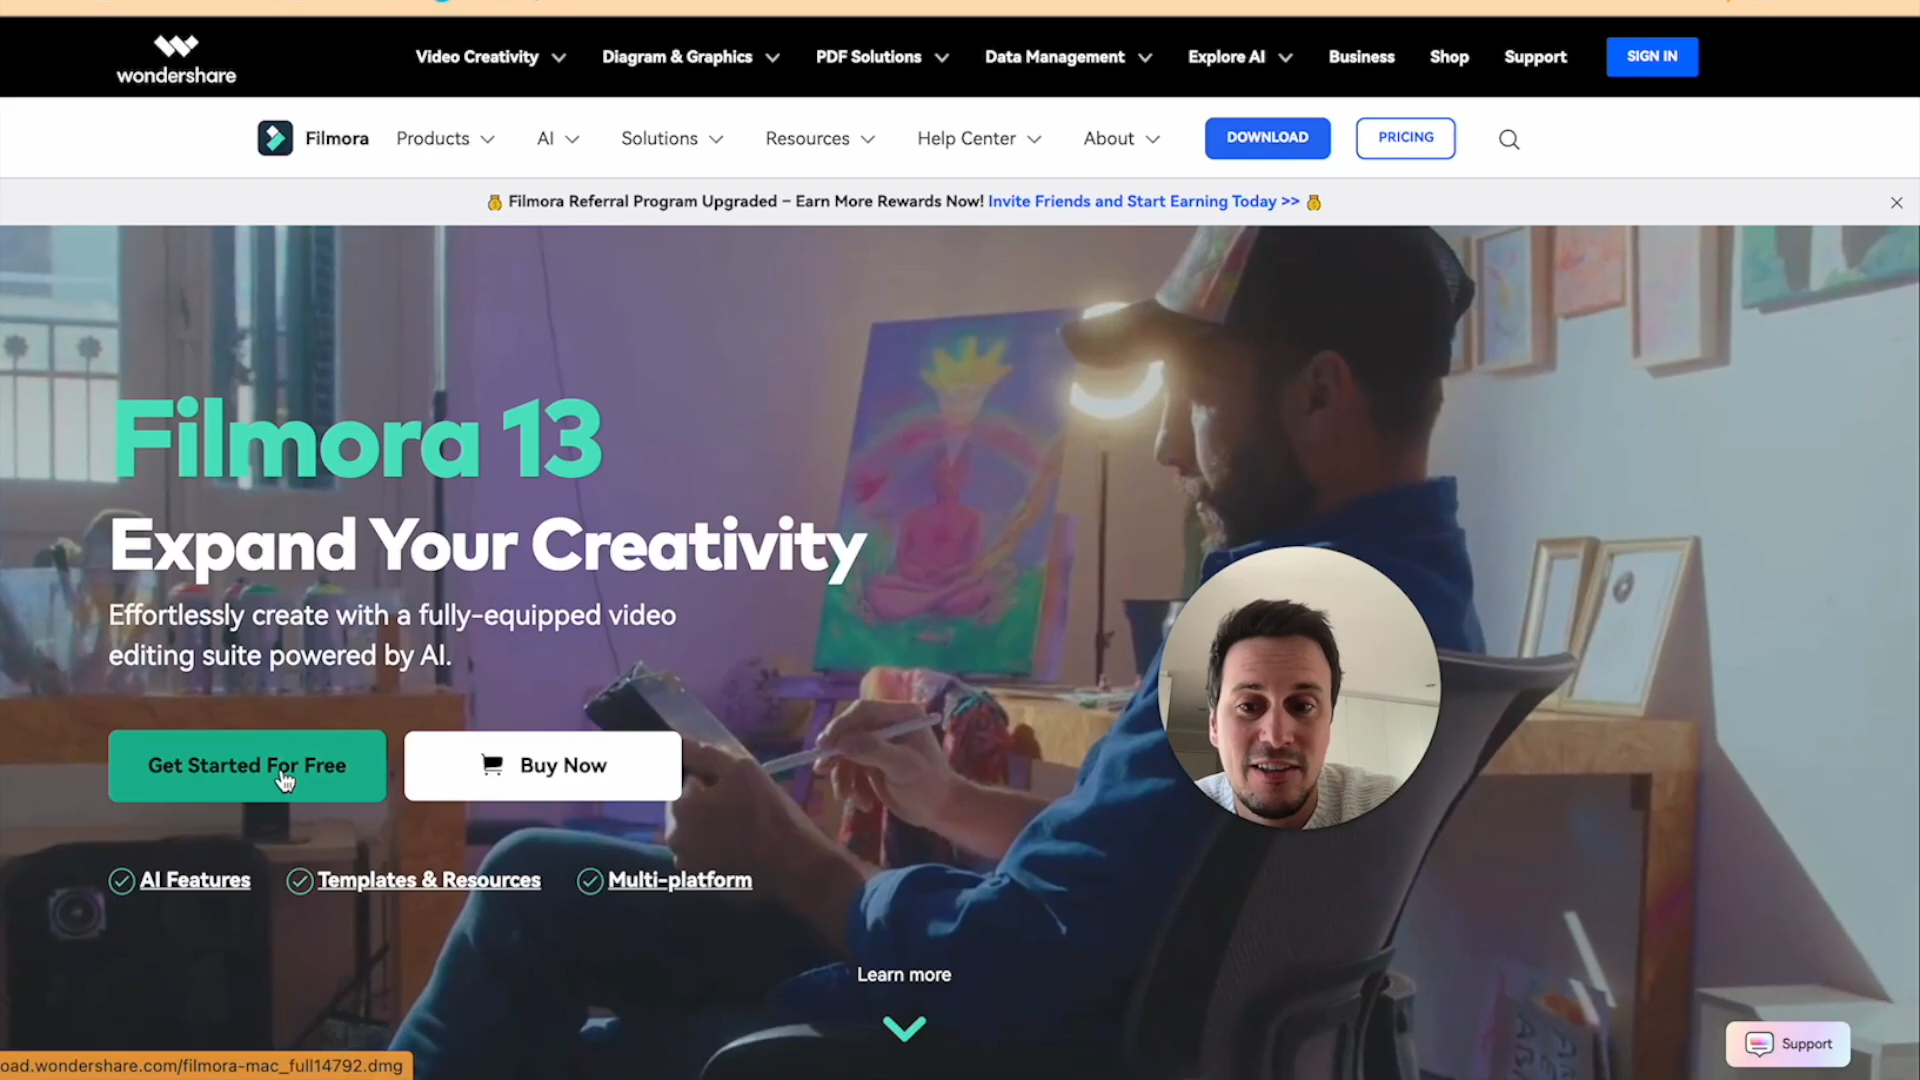 wondershare
Video Creativity
Diagram & Graphics
PDF Solutions
Data Management
Explore AI
Business
Shop
Support
SIGN IN
Filmora
Products
AI
Solutions
Resources
Help Center
About
DOWNLOAD
PRICING
Filmora Referral Program Upgraded – Earn More Rewards Now! Invite Friends and Start Earning Today >>
Filmora 13
Expand Your Creativity
Effortlessly create with a fully-equipped video
editing suite powered by AI.
Get Started For Free
Buy Now
AI Features
Templates & Resources
Multi-platform
Learn more
Support
oad.wondershare.com/filmora-mac_full14792.dmg